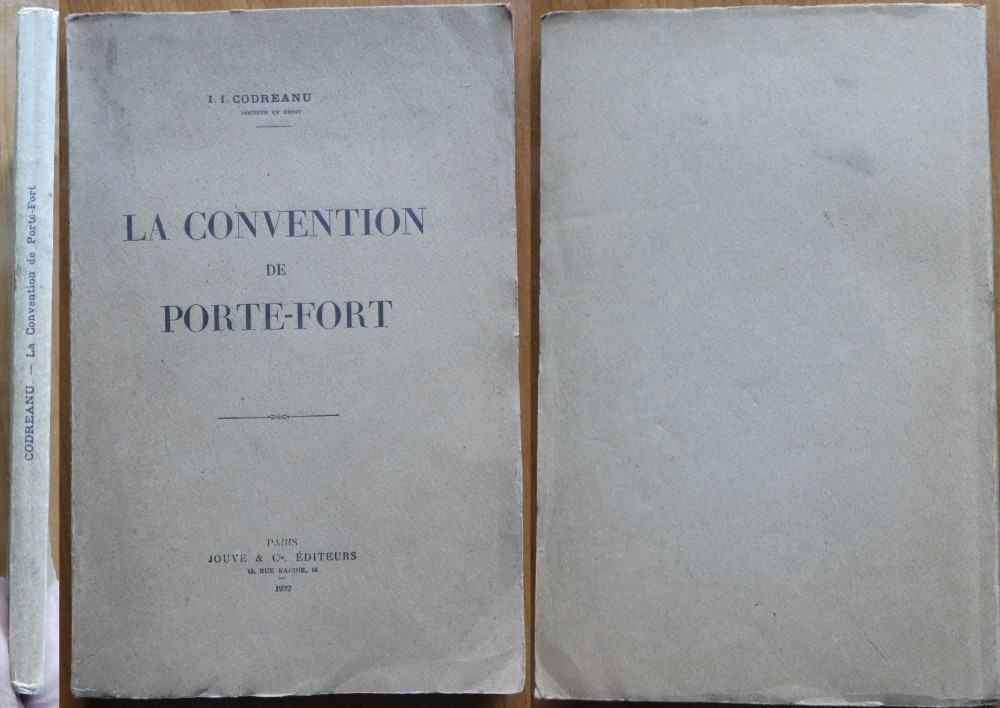 CODREANU. — La Convention de Porte-Fort
I. I. CODREANU
DOCTEUR EN DROIT
LA CONVENTION
DE
PORTE-FORT
PARIS
JOUVE & Cie, ÉDITEURS
15, RUE RACINE, 15
1922